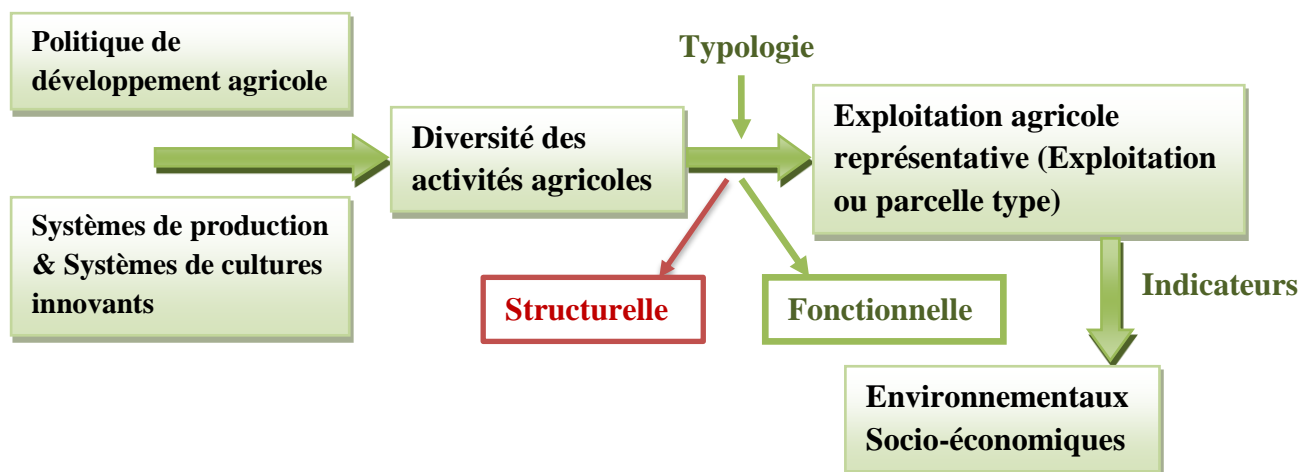 Politique de
développement agricole
Systèmes de production
& Systèmes de cultures
innovants
Diversité des
activités agricoles
Typologie
Structurelle
Fonctionnelle
Exploitation agricole
représentative (Exploitation
ou parcelle type)
Indicateurs
Environnementaux
Socio-économiques